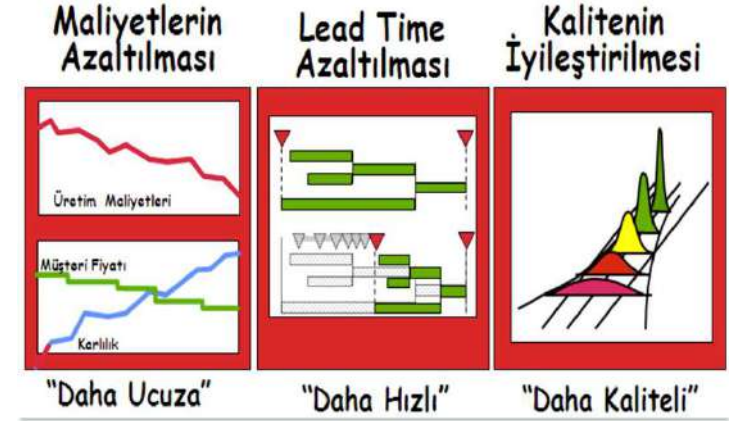 Maliyetlerin
Azaltılması
Lead Time
Azaltılması
Kalitenin
İyileştirilmesi
Üretim Maliyetleri
Müşteri Fiyatı
Karlılık
"Daha Ucuza"
"Daha Hızlı"
"Daha Kaliteli"